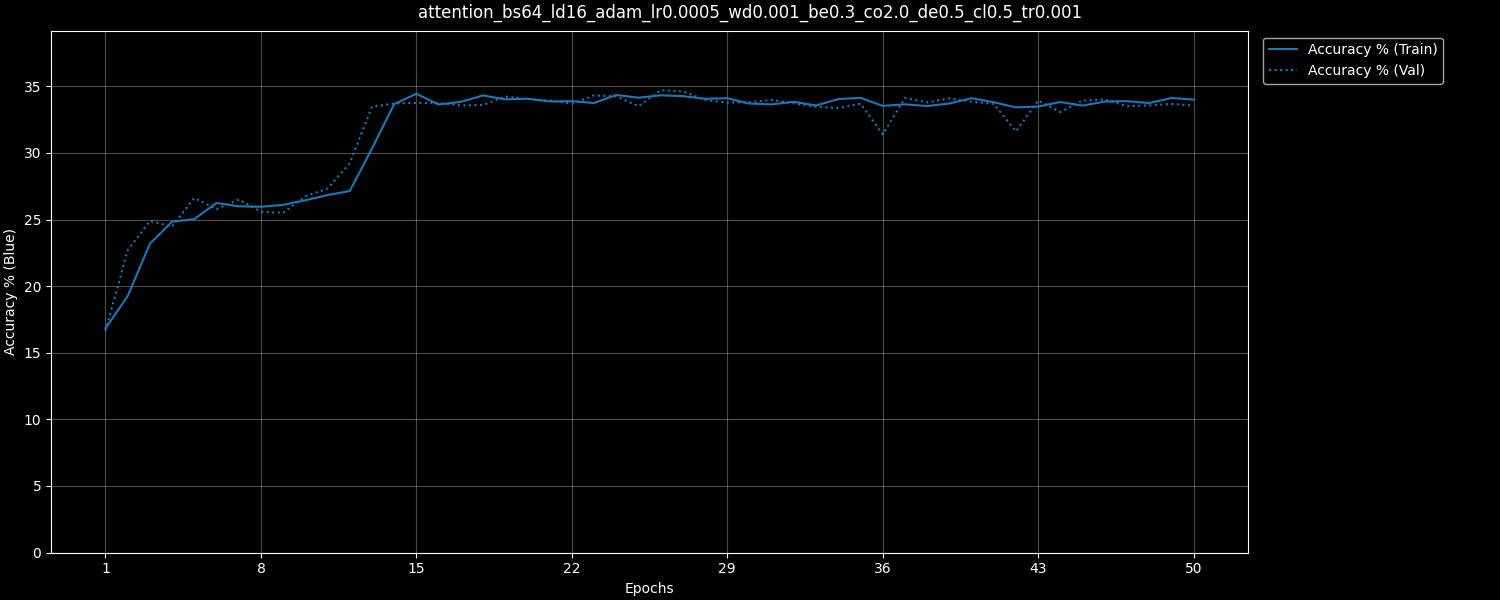 attention_bs64_ld16_adam_lr0.0005_wd0.001_be0.3_co2.0_de0.5_cl0.5_tr0.001
Accuracy % (Train)
Accuracy % (Val)
Accuracy % (Blue)
35
30
25
20
15
10
5
0
1 8 15 22 29 36 43 50
Epochs